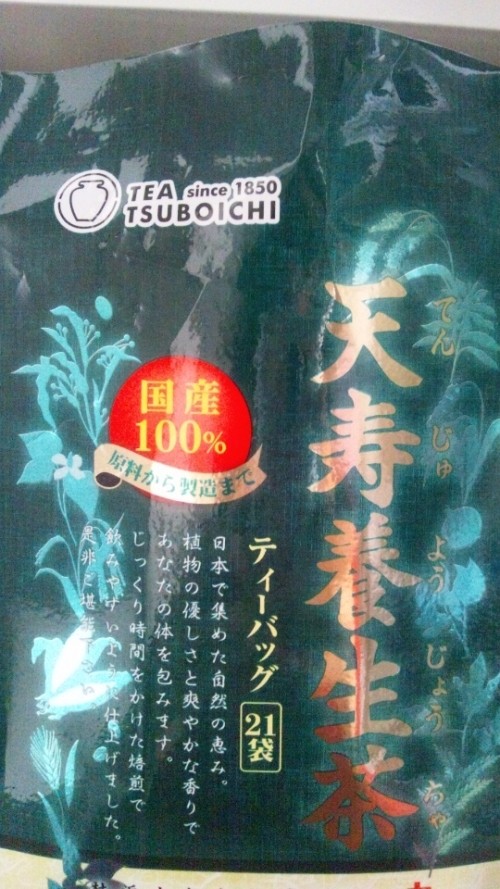 TEA since 1850
TSUBOICHI
天寿養生茶
てんじゅようじょうちゃ
国産
100%
原料から製造まで
ティーバッグ
21袋
日本で集めた自然の恵み。
植物の優しさと爽やかな香りで
あなたの体を包みます。
じっくり時間をかけた焙煎で
飲みやすいように仕上げました。
是非ご堪能